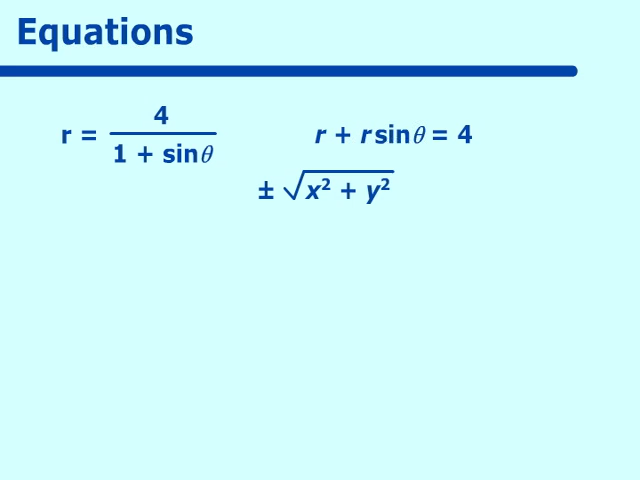 Equations
r = 4 / (1 + sinθ)    r + r sinθ = 4
± √(x² + y²)